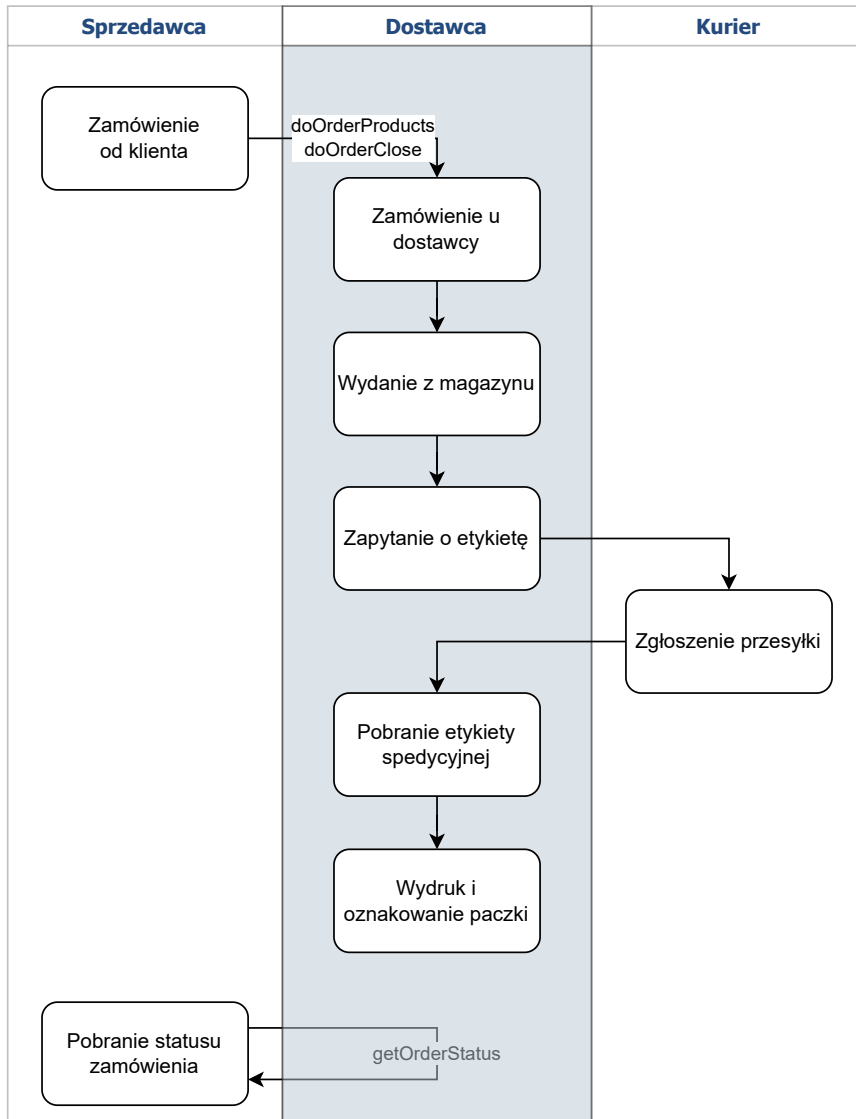 Sprzedawca
Dostawca
Kurier
Zamówienie
od klienta
doOrderProducts
doOrderClose
Zamówienie u
dostawcy
Wydanie z magazynu
Zapytanie o etykietę
Zgłoszenie przesyłki
Pobranie etykiety
spedycyjnej
Wydruk i
oznakowanie paczki
Pobranie statusu
zamówienia
getOrderStatus